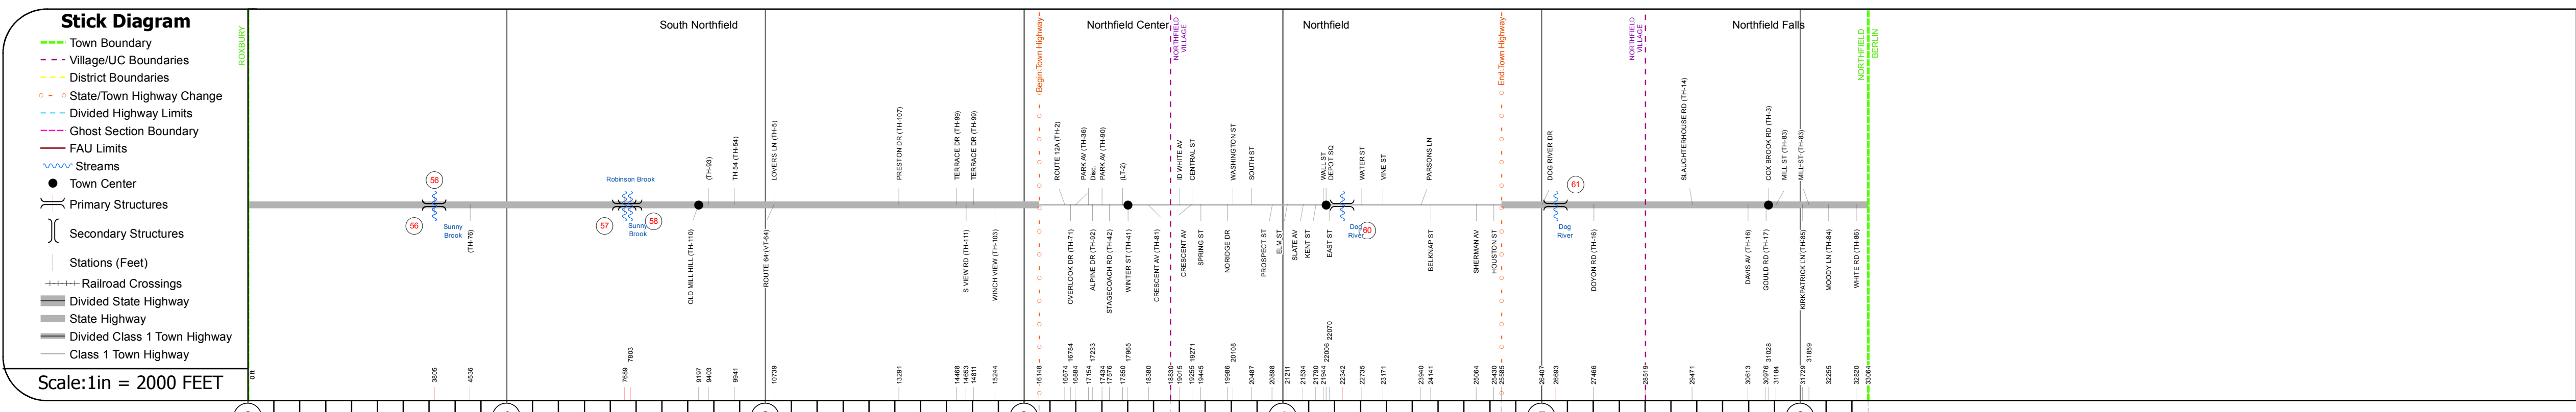 Stick Diagram
Town Boundary
Village/UC Boundaries
District Boundaries
State/Town Highway Change
Divided Highway Limits
Ghost Section Boundary
FAU Limits
Streams
Town Center
Primary Structures
Secondary Structures
Stations (Feet)
Railroad Crossings
Divided State Highway
State Highway
Divided Class 1 Town Highway
Class 1 Town Highway
Scale:1in = 2000 FEET
ROXBURY
South Northfield
Begin:Town Highway
Northfield Center
NORTHFIELD
VILLAGE
Northfield
End:Town Highway
NORTHFIELD
VILLAGE
Northfield Falls
NORTHFIELD
BERLIN
(TH-93)
TH 54 (TH-54)
LOVERS LN (TH-5)
PRESTON DR (TH-107)
TERRACE DR (TH-99)
TERRACE DR (TH-99)
ROUTE 12A (TH-2)
PARK AV (TH-36)
Disc.
PARK AV (TH-90)
(LT-2)
ID WHITE AV
CENTRAL ST
WASHINGTON ST
SOUTH ST
WALL ST
DEPOT SQ
WATER ST
VINE ST
PARSONS LN
DOG RIVER DR
SLAUGHTERHOUSE RD (TH-14)
COX BROOK RD (TH-3)
MILL ST (TH-83)
MILL ST (TH-83)
56
Robinson Brook
61
56
Sunny
Brook
57
Sunny
Brook
58
Dog
River
60
Dog
River
(TH-76)
OLD MILL HILL (TH-110)
ROUTE 64 (VT-64)
S VIEW RD (TH-111)
WINCH VIEW (TH-103)
OVERLOOK DR (TH-71)
ALPINE DR (TH-92)
STAGECOACH RD (TH-42)
WINTER ST (TH-41)
CRESCENT AV (TH-81)
CRESCENT AV
SPRING ST
NORIDGE DR
PROSPECT ST
ELM ST
SLATE AV
KENT ST
EAST ST
BELKNAP ST
SHERMAN AV
HOUSTON ST
DOYON RD (TH-16)
DAVIS AV (TH-16)
GOULD RD (TH-17)
KIRKPATRICK LN (TH-85)
MOODY LN (TH-84)
WHITE RD (TH-86)
0 ft
3805
4536
7689
7803
9197
9403
9941
10739
13291
14468
14653
14811
15244
16148
16674
16784
16884
17154
17233
17434
17576
17850
17965
18380
18830
19015
19255
19271
19445
19986
20108
20487
20898
21211
21534
21790
21944
22006
22070
22342
22735
23171
23940
24141
25064
25430
25585
26407
26693
27466
28519
29471
30613
30976
31028
31184
31729
31859
32255
32820
33064